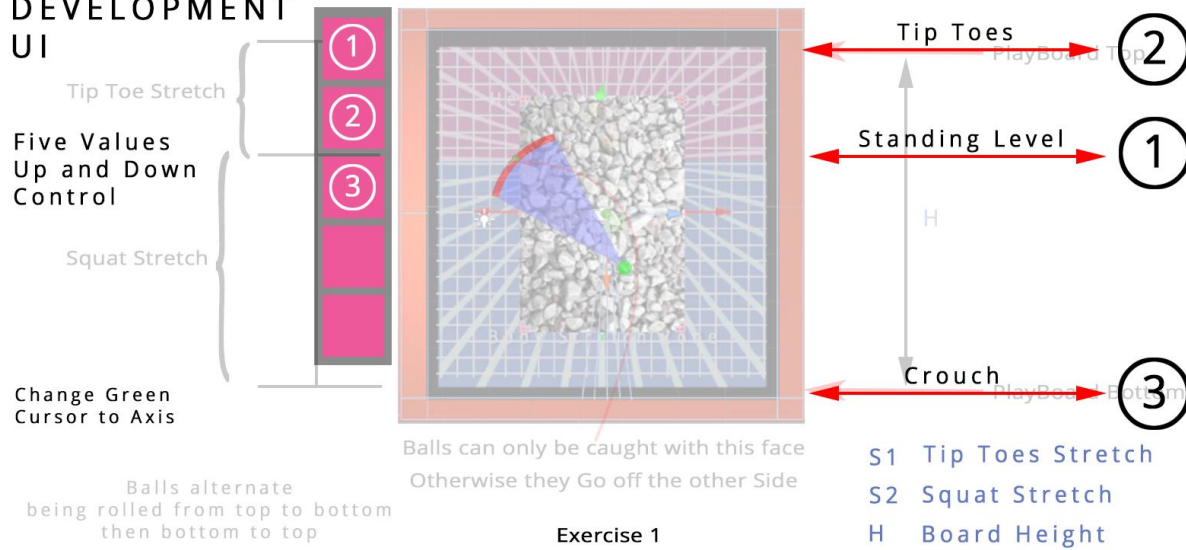 DEVELOPMENT
UI
Tip Toe Stretch
Five Values
Up and Down
Control
Squat Stretch
Change Green
Cursor to Axis
Balls alternate
being rolled from top to bottom
then bottom to top
1
2
3
Balls can only be caught with this face
Otherwise they Go off the other Side
Exercise 1
Tip Toes
PlayBoard Top
2
Standing Level
1
H
Crouch
PlayBoard Bottom
3
S1 Tip Toes Stretch
S2 Squat Stretch
H Board Height